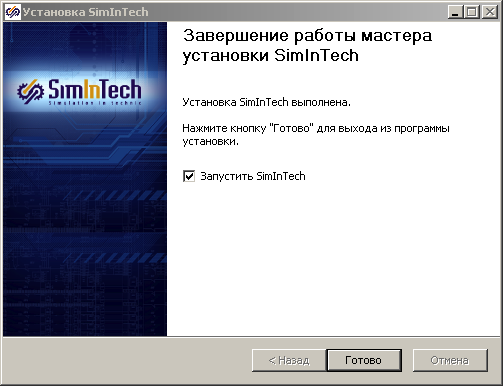 Установка SimInTech
Завершение работы мастера
установки SimInTech
SimInTech
Simulation in technic
Установка SimInTech выполнена.
Нажмите кнопку "Готово" для выхода из программы
установки.
Запустить SimInTech
< Назад
Готово
Отмена